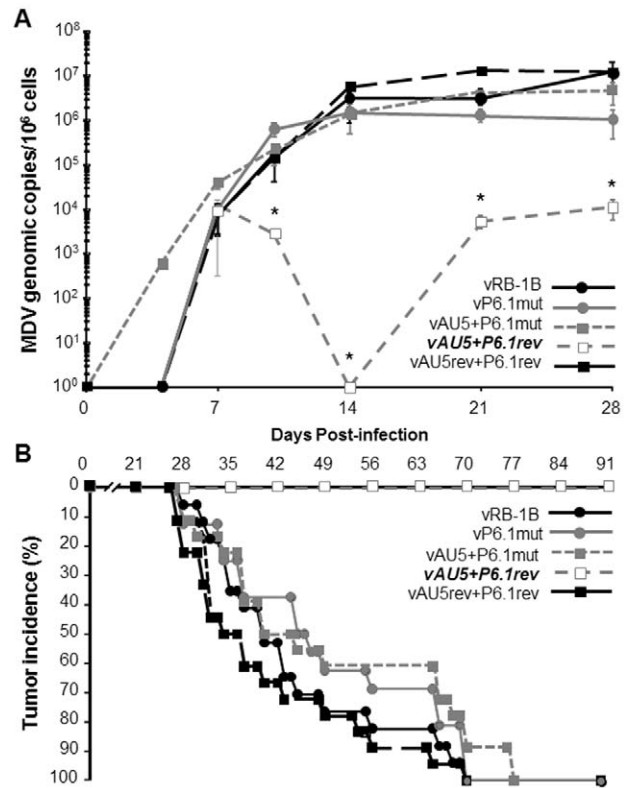 A
MDV genomic copies/10⁶ cells
10⁸
10⁷
10⁶
10⁵
10⁴
10³
10²
10¹
10⁰
*
*
*
*
vRB-1B
vP6.1mut
vAU5+P6.1mut
vAU5+P6.1rev
vAU5rev+P6.1rev
0 7 14 21 28
Days Post-infection
B
0 21 28 35 42 49 56 63 70 77 84 91
Tumor incidence (%)
0
10
20
30
40
50
60
70
80
90
100
vRB-1B
vP6.1mut
vAU5+P6.1mut
vAU5+P6.1rev
vAU5rev+P6.1rev